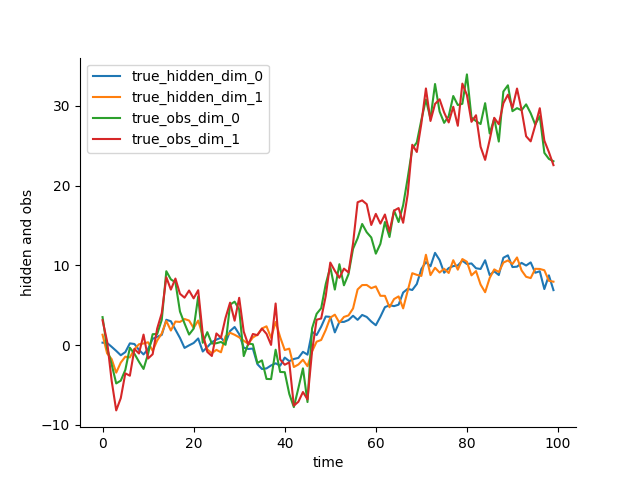 true_hidden_dim_0
true_hidden_dim_1
true_obs_dim_0
true_obs_dim_1
30
20
10
0
−10
hidden and obs
0 20 40 60 80 100
time